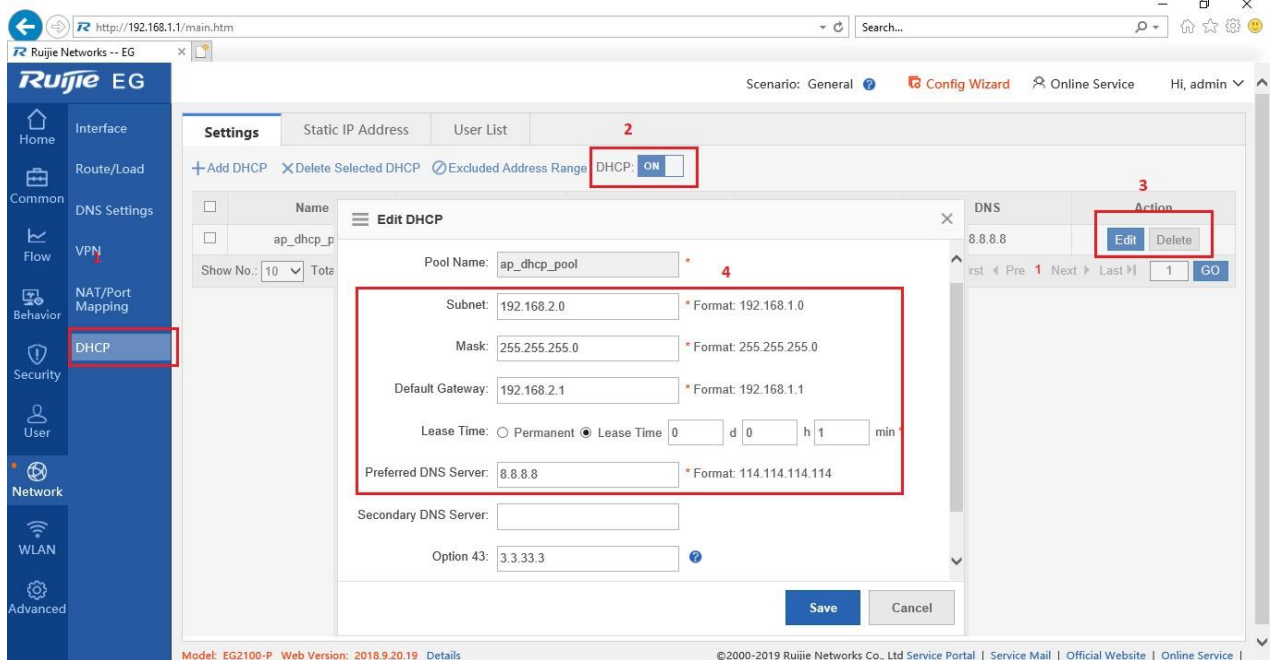 http://192.168.1.1/main.htm
Search...
Ruijie Networks -- EG
Ruijie EG
Scenario: General
Config Wizard
Online Service
Hi, admin
Home
Common
Flow
Behavior
Security
User
Network
WLAN
Advanced
Interface
Route/Load
DNS Settings
VPN
1
NAT/Port
Mapping
DHCP
Settings
Static IP Address
User List
2
Add DHCP
Delete Selected DHCP
Excluded Address Range
DHCP: ON
3
Name
DNS
Action
ap_dhcp_p
8.8.8.8
Edit
Delete
Show No.: 10
Tota
rst
Pre
1
Next
Last
1
GO
Edit DHCP
Pool Name: ap_dhcp_pool *
4
Subnet: 192.168.2.0 * Format: 192.168.1.0
Mask: 255.255.255.0 * Format: 255.255.255.0
Default Gateway: 192.168.2.1 * Format: 192.168.1.1
Lease Time: Permanent Lease Time 0 d 0 h 1 min *
Preferred DNS Server: 8.8.8.8 * Format: 114.114.114.114
Secondary DNS Server:
Option 43: 3.3.33.3
Save
Cancel
Model: EG2100-P Web Version: 2018.9.20.19 Details
©2000-2019 Ruijie Networks Co., Ltd Service Portal | Service Mail | Official Website | Online Service |